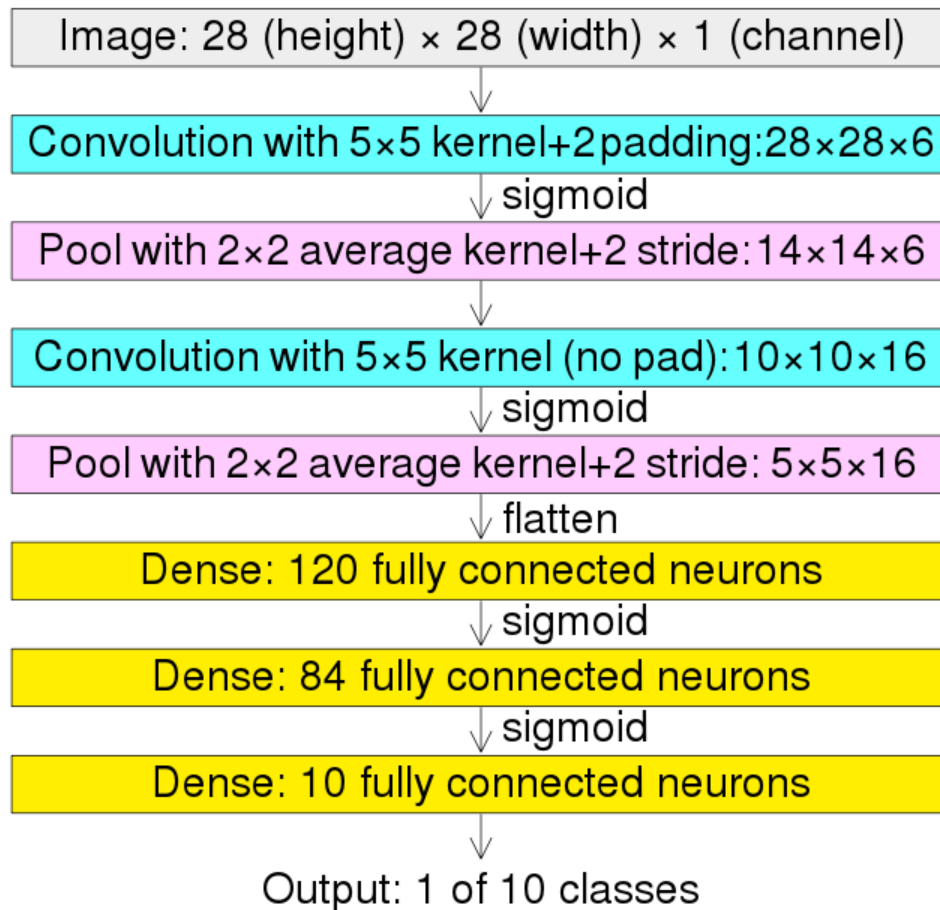 Image: 28 (height) × 28 (width) × 1 (channel)
Convolution with 5×5 kernel+2padding:28×28×6
sigmoid
Pool with 2×2 average kernel+2 stride:14×14×6
Convolution with 5×5 kernel (no pad):10×10×16
sigmoid
Pool with 2×2 average kernel+2 stride: 5×5×16
flatten
Dense: 120 fully connected neurons
sigmoid
Dense: 84 fully connected neurons
sigmoid
Dense: 10 fully connected neurons
Output: 1 of 10 classes